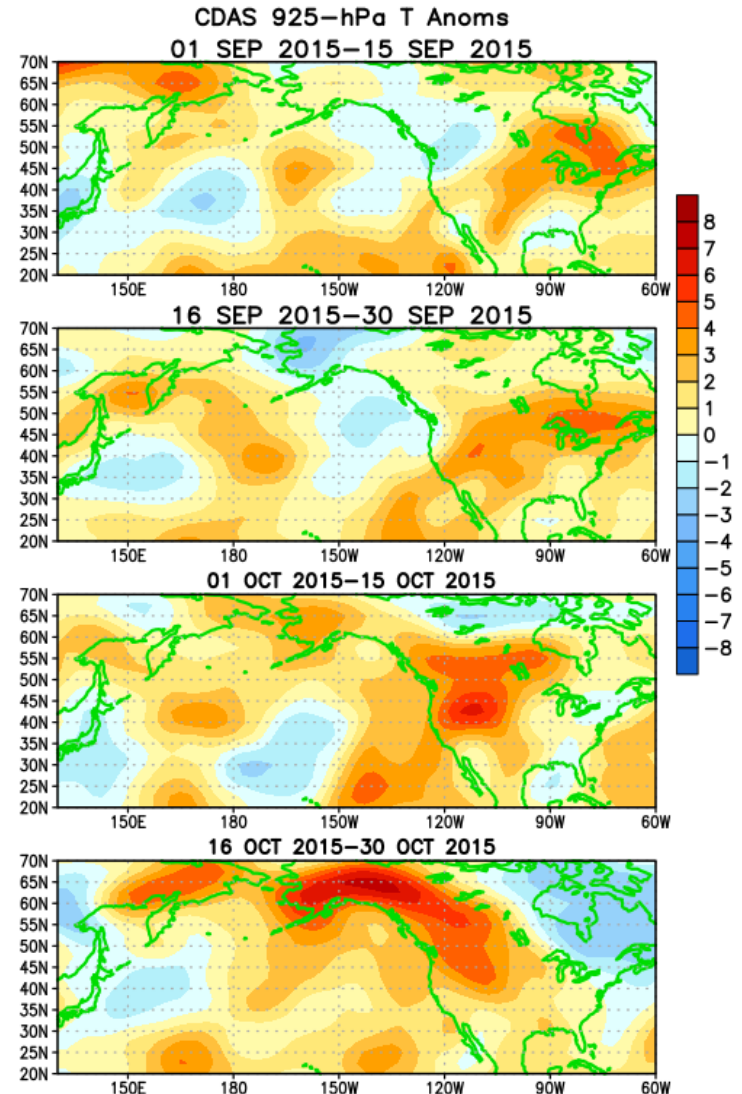 CDAS 925-hPa T Anoms
01 SEP 2015-15 SEP 2015
70N
65N
60N
55N
50N
45N
40N
35N
30N
25N
20N
150E 180 150W 120W 90W 60W
16 SEP 2015-30 SEP 2015
70N
65N
60N
55N
50N
45N
40N
35N
30N
25N
20N
150E 180 150W 120W 90W 60W
01 OCT 2015-15 OCT 2015
70N
65N
60N
55N
50N
45N
40N
35N
30N
25N
20N
150E 180 150W 120W 90W 60W
16 OCT 2015-30 OCT 2015
70N
65N
60N
55N
50N
45N
40N
35N
30N
25N
20N
150E 180 150W 120W 90W 60W
8
7
6
5
4
3
2
1
0
-1
-2
-3
-4
-5
-6
-7
-8